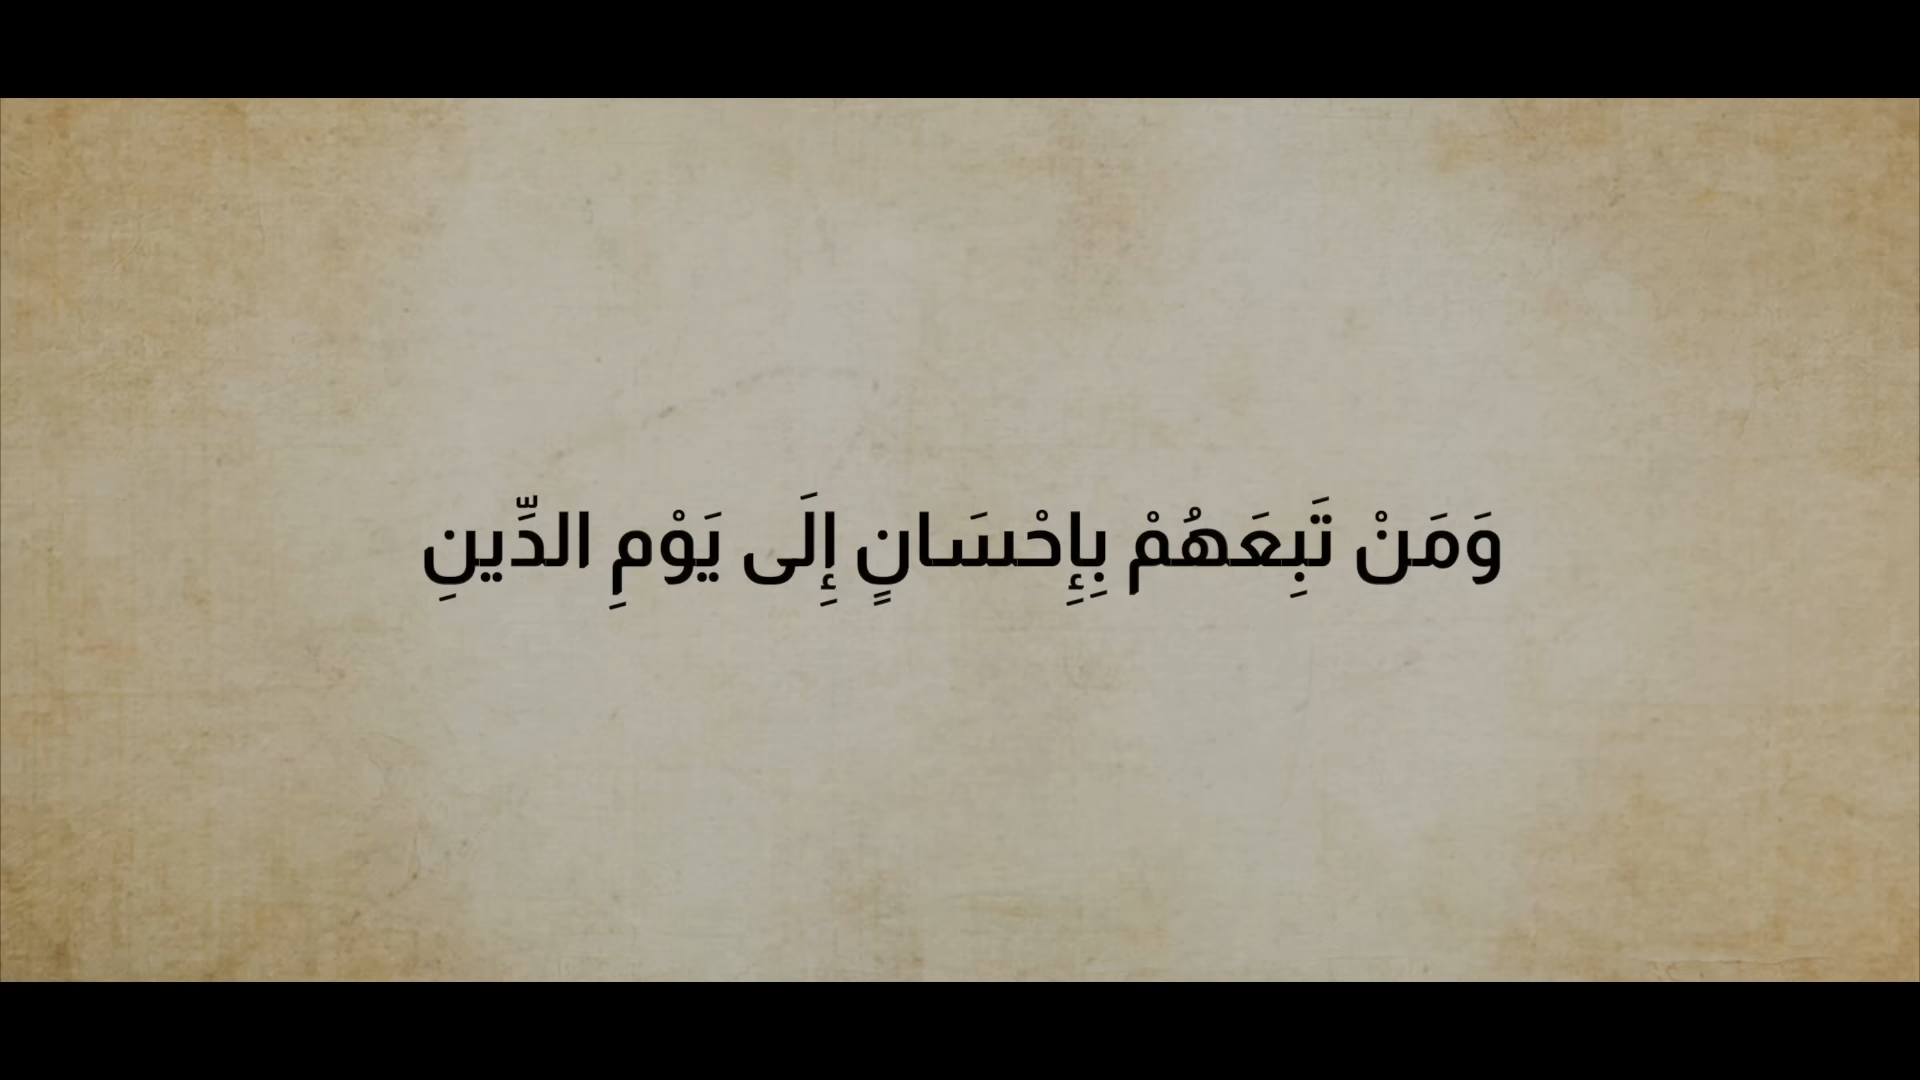 وَمَنْ تَبِعَهُمْ بِإِحْسَانٍ إِلَى يَوْمِ الدِّينِ